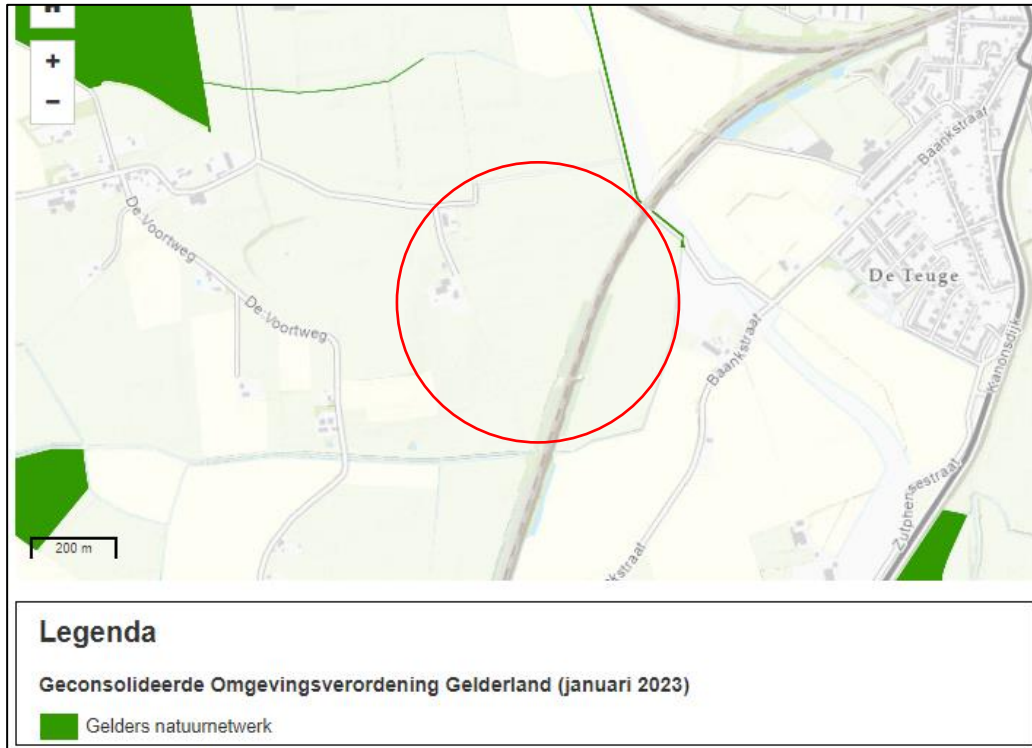 +
−
De Voortweg
De Voortweg
Baankstraat
De Teuge
Baankstraat
Kanonsdijk
Zutphensestraat
200 m
Legenda
Geconsolideerde Omgevingsverordening Gelderland (januari 2023)
Gelders natuurnetwerk